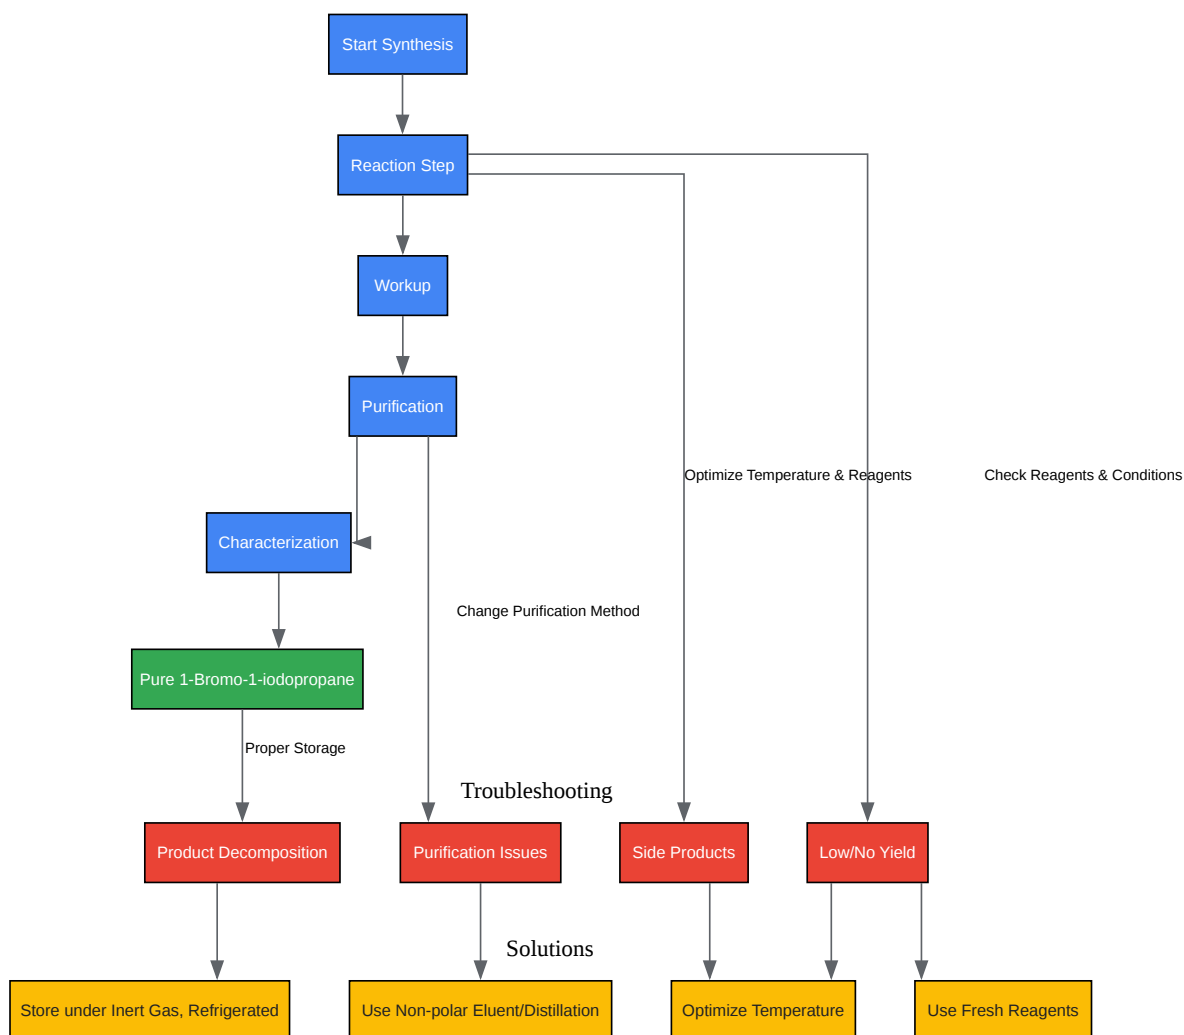 Start Synthesis
Reaction Step
Workup
Purification
Optimize Temperature & Reagents
Check Reagents & Conditions
Characterization
Change Purification Method
Pure 1-Bromo-1-iodopropane
Proper Storage
Troubleshooting
Product Decomposition
Purification Issues
Side Products
Low/No Yield
Solutions
Store under Inert Gas, Refrigerated
Use Non-polar Eluent/Distillation
Optimize Temperature
Use Fresh Reagents